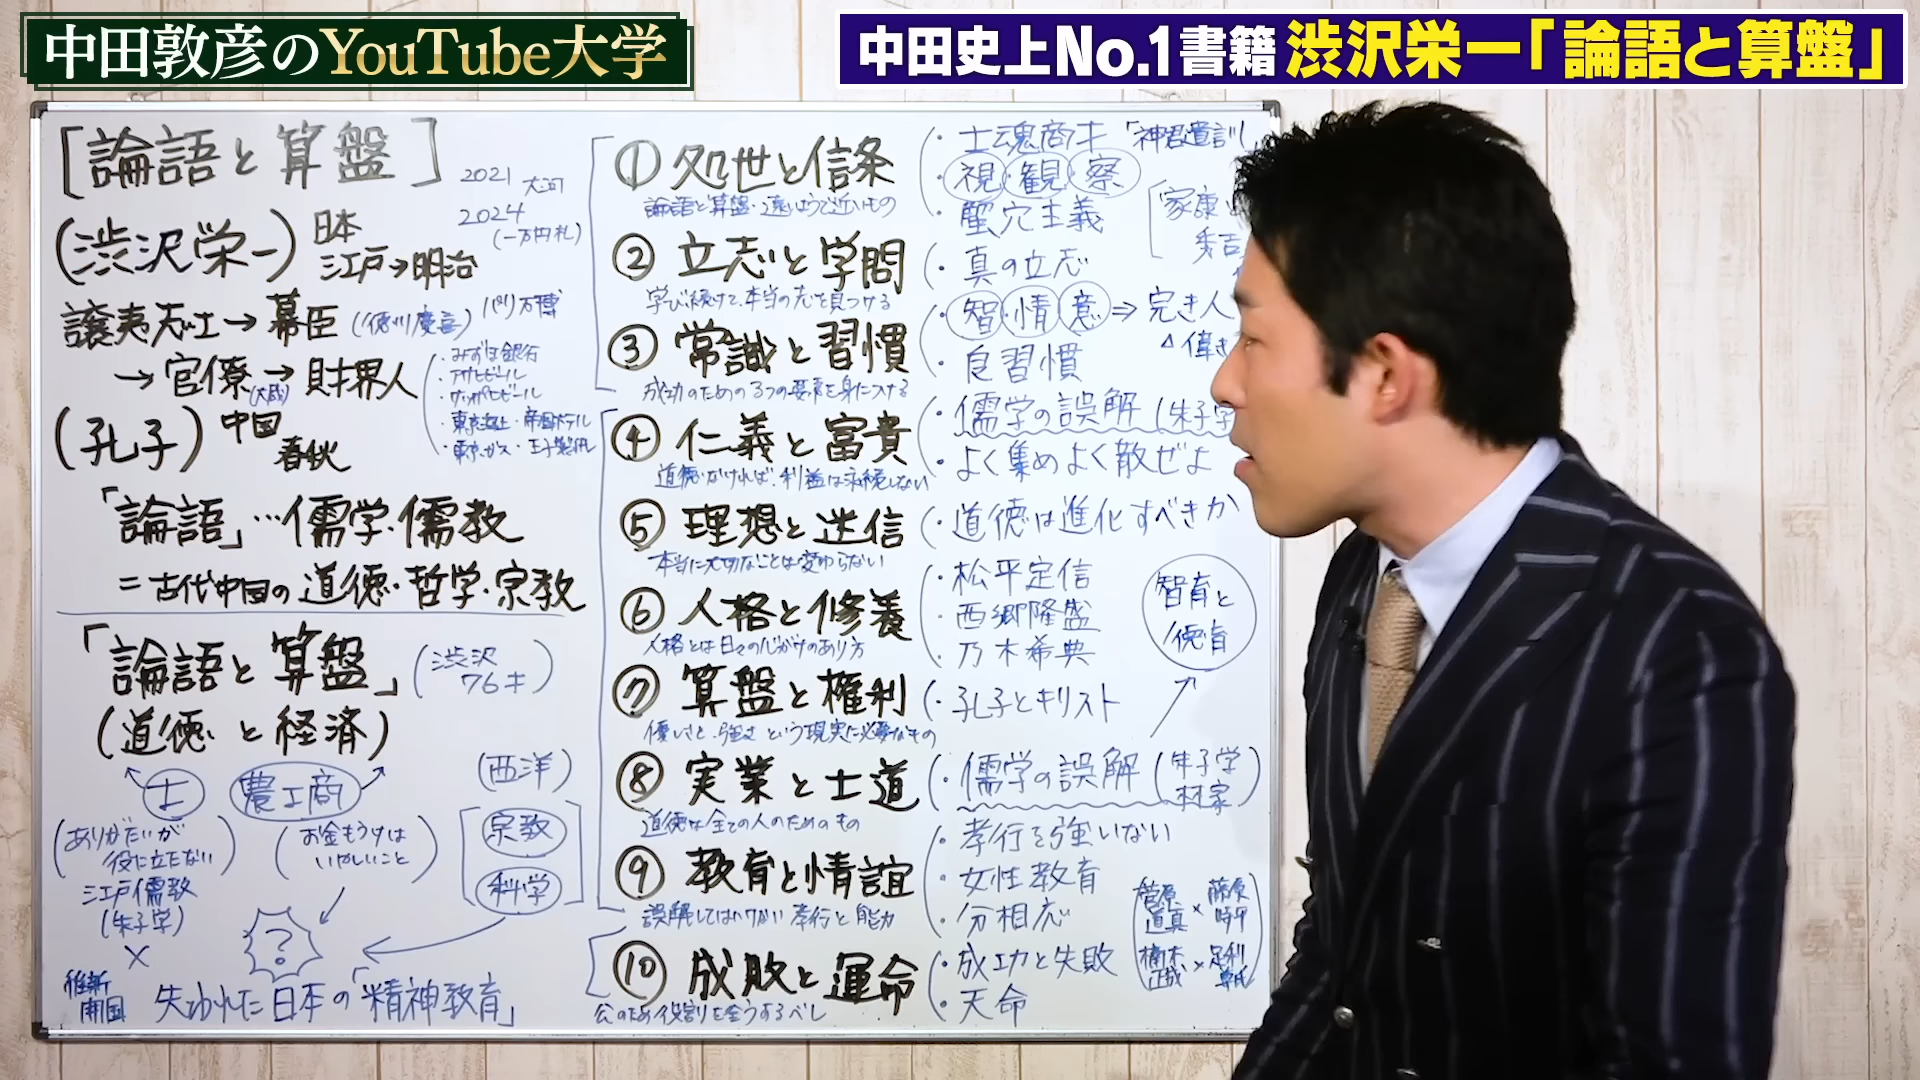 中田敦彦のYouTube大学
中田史上No.1書籍 渋沢栄一「論語と算盤」
[論語と算盤]
2021 大河
2024
(一万円札)
(渋沢栄一) 日本
江戸→明治
譲夷志士→幕臣(徳川慶喜) パリ万博
→官僚→財界人
(大蔵)
・みずほ銀行
・アサヒビール
・サッポロビール
・東京海上・帝国ホテル
・東京ガス・王子製紙
(孔子) 中国
春秋
「論語」…儒学・儒教
=古代中国の道徳・哲学・宗教
「論語と算盤」(渋沢
76才)
(道徳と経済)
士 農工商
(ありがたいが
役に立たない)
(お金もうけは
いやしいこと)
江戸儒教
(朱子学)
×
維新
開国
(西洋)
宗教
科学
?
失われた日本の「精神教育」
① 処世と信条
論語と算盤・遠いようで近いもの
・士魂商才「神君遺訓」
・視・観・察
・蟹穴主義
家康
秀吉
② 立志と学問
学び続けて、本当の志を見つける
・真の立志
③ 常識と習慣
成功のための3つの要素を身に入れる
・智・情・意⇒完き人
・良習慣
④ 仁義と富貴
道徳がなければ、利益は永続しない
・儒学の誤解(朱子学
・よく集めよく散ぜよ
⑤ 理想と迷信
本当に大切なことは変わらない
・道徳は進化すべきか
⑥ 人格と修養
人格とは日々の心がけのあり方
・松平定信
・西郷隆盛
・乃木希典
智育と
徳育
⑦ 算盤と権利
優しさと強さという現実に必要なもの
・孔子とキリスト
⑧ 実業と士道
道徳は全ての人のためのもの
・儒学の誤解(朱子学
林家)
⑨ 教育と情誼
誤解してはいけない孝行と能力
・孝行を強いない
・女性教育
・分相応
菅原道真×藤原時平
楠木正成×足利尊氏
⑩ 成敗と運命
公のため役割を全うするべし
・成功と失敗
・天命